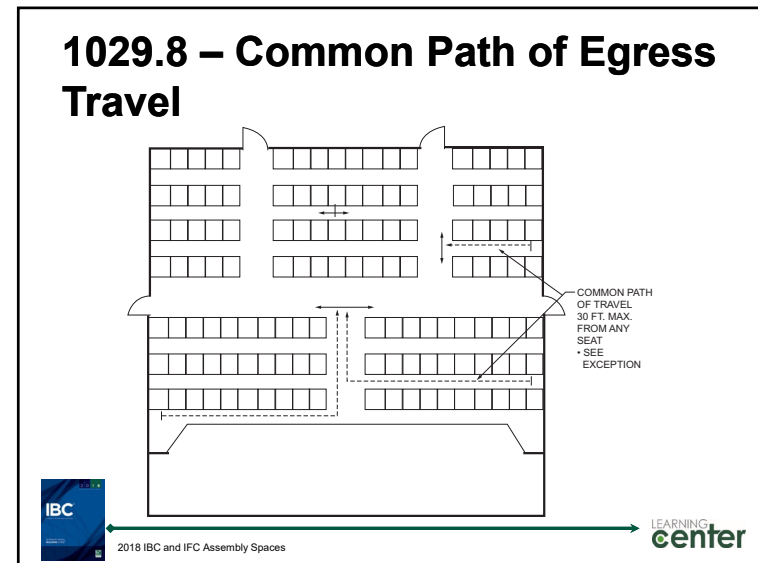 1029.8 – Common Path of Egress
Travel
COMMON PATH
OF TRAVEL
30 FT. MAX.
FROM ANY
SEAT
• SEE
EXCEPTION
IBC
2018 IBC and IFC Assembly Spaces
LEARNING
center